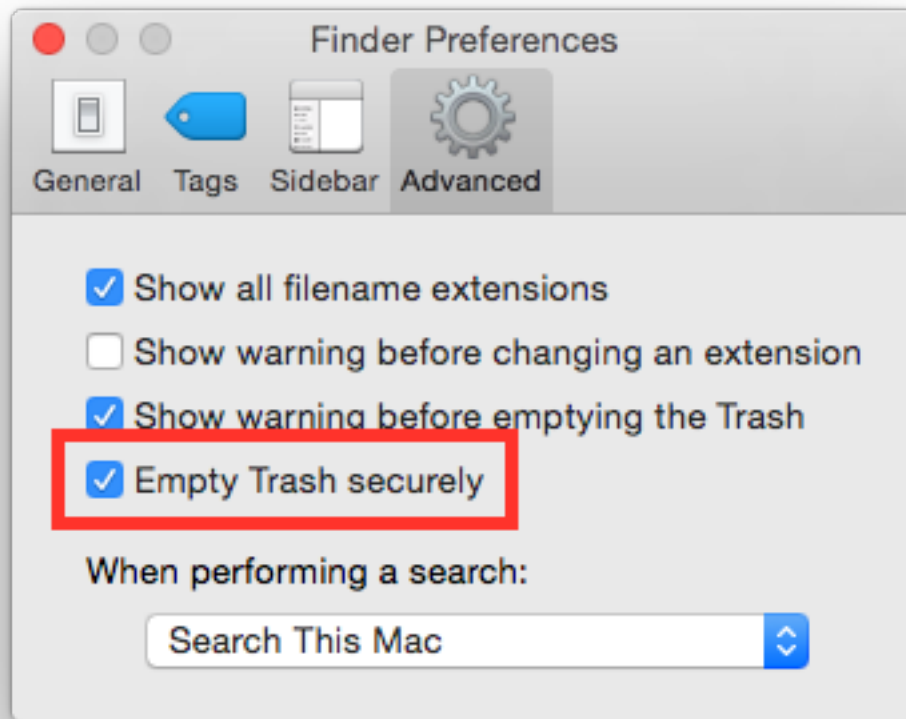 Finder Preferences
General Tags Sidebar Advanced
Show all filename extensions
Show warning before changing an extension
Show warning before emptying the Trash
Empty Trash securely
When performing a search:
Search This Mac